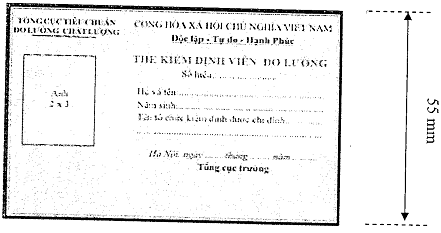 TỔNG CỤC TIÊU CHUẨN
ĐO LƯỜNG CHẤT LƯỢNG
Ảnh
2 x 3
CỘNG HÒA XÃ HỘI CHỦ NGHĨA VIỆT NAM
Độc lập - Tự do - Hạnh Phúc
THẺ KIỂM ĐỊNH VIÊN ĐO LƯỜNG
Số hiệu:....................
Họ và tên:........................................
Năm sinh:........................................
Tên tổ chức kiểm định được chỉ định:............
........................................................
Hà Nội, ngày ....... tháng ....... năm .......
Tổng cục trưởng
55 mm